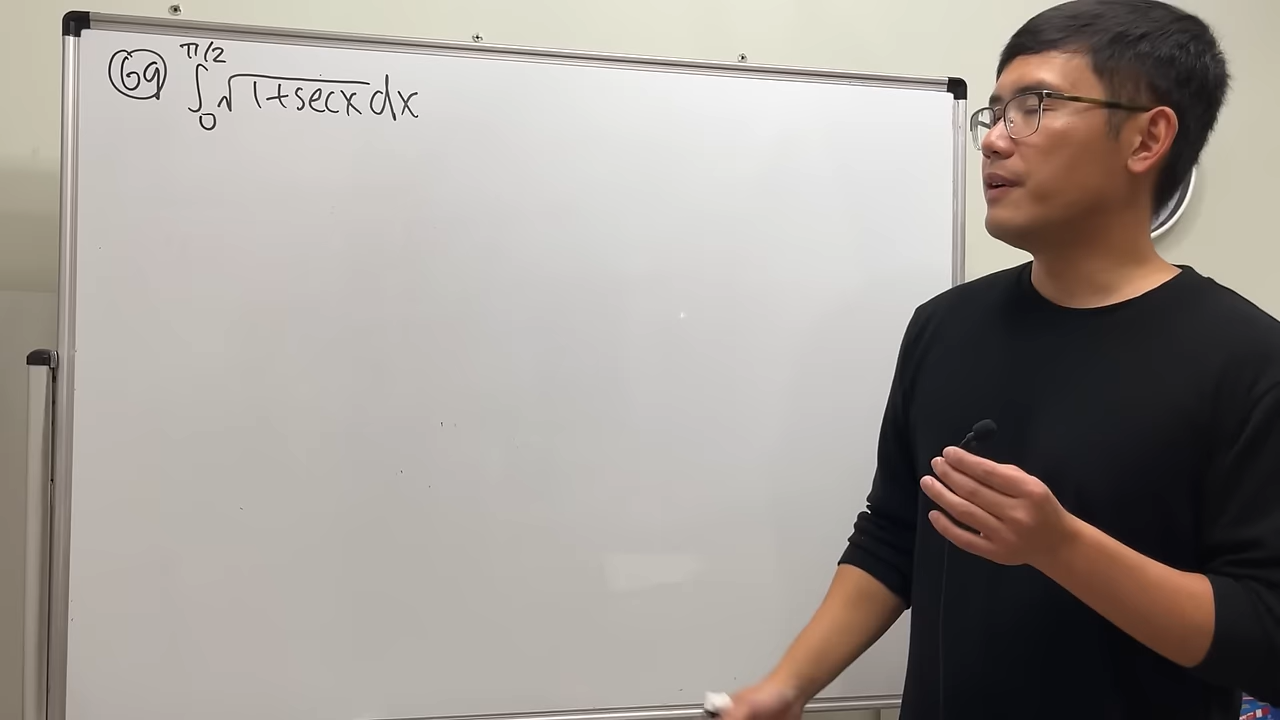 69 ∫₀^π/2 √(1+secx) dx